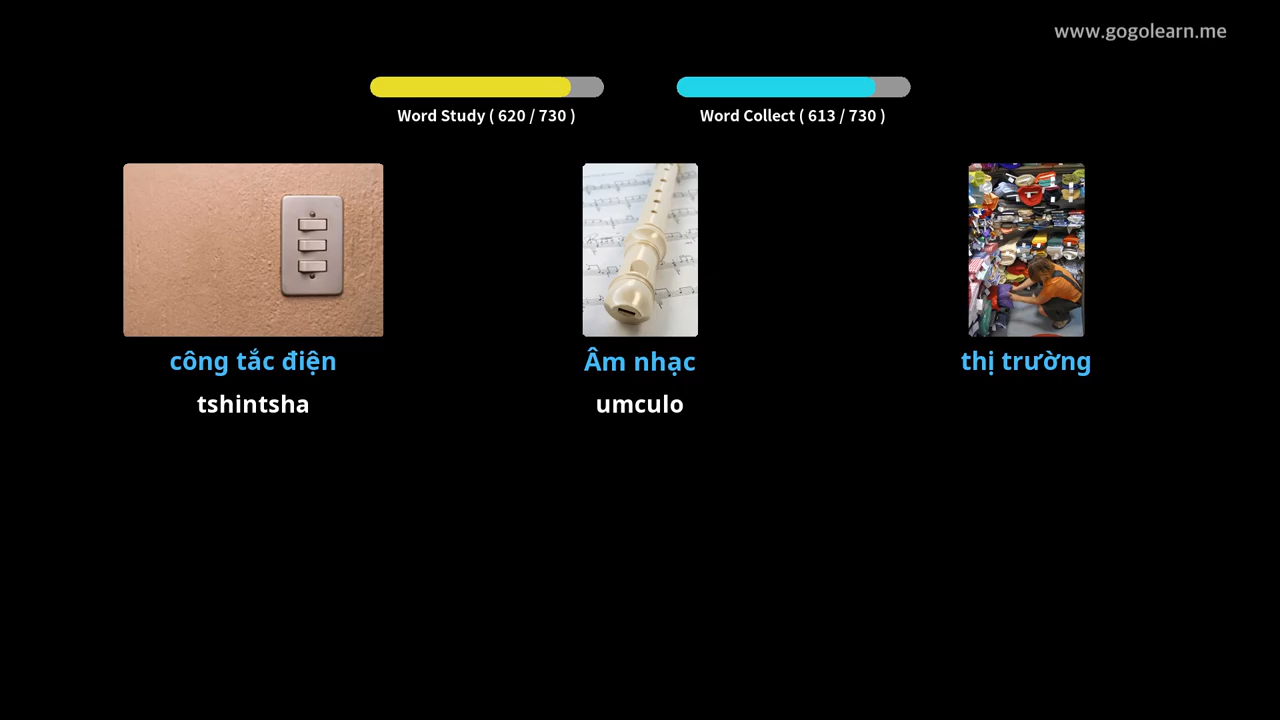 www.gogolearn.me
Word Study ( 620 / 730 )
Word Collect ( 613 / 730 )
công tắc điện
tshintsha
Âm nhạc
umculo
thị trường